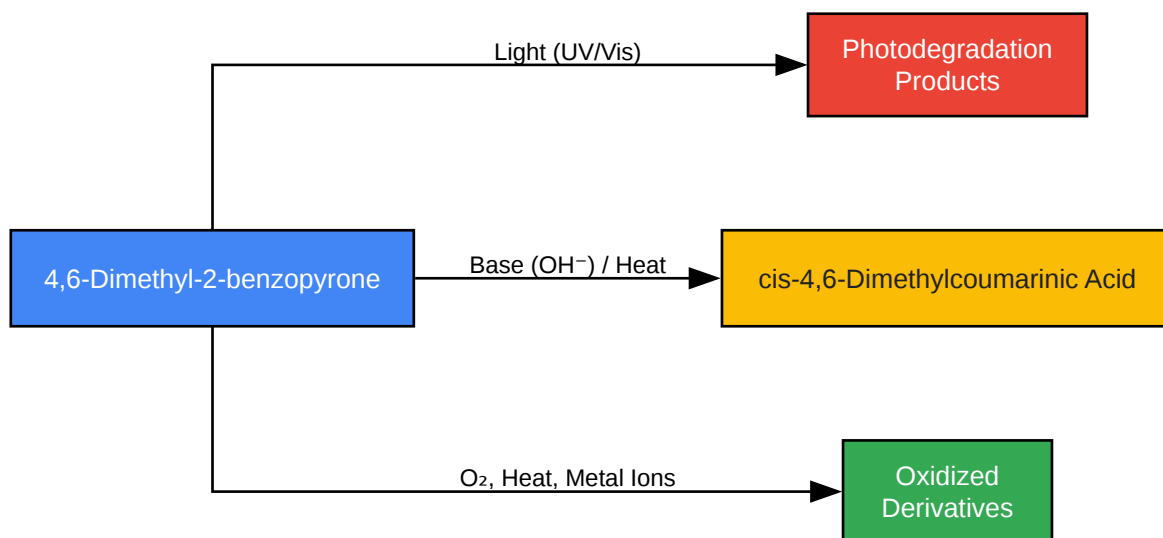 Light (UV/Vis)
Photodegradation
Products
4,6-Dimethyl-2-benzopyrone
Base (OH⁻) / Heat
cis-4,6-Dimethylcoumarinic Acid
O₂, Heat, Metal Ions
Oxidized
Derivatives